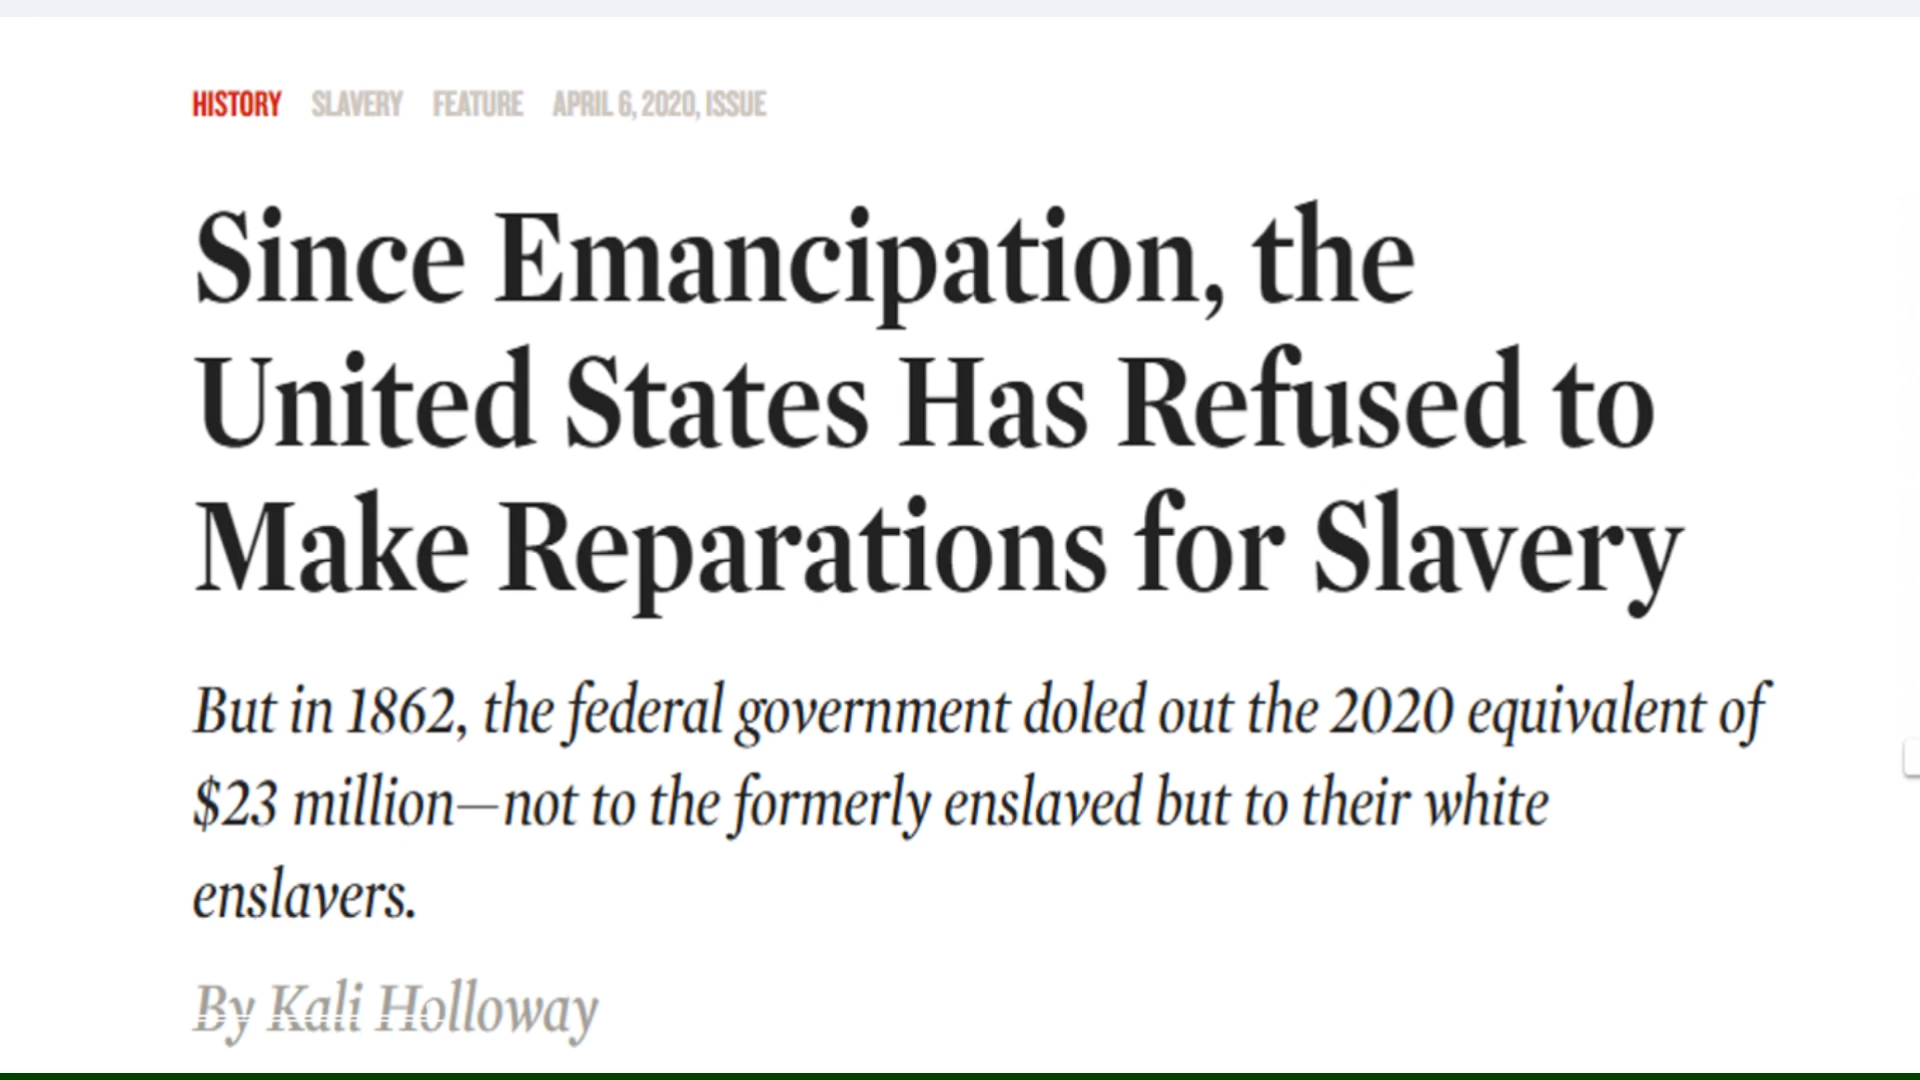 HISTORY SLAVERY FEATURE APRIL 6, 2020, ISSUE
Since Emancipation, the
United States Has Refused to
Make Reparations for Slavery
But in 1862, the federal government doled out the 2020 equivalent of
$23 million—not to the formerly enslaved but to their white
enslavers.
By Kali Holloway